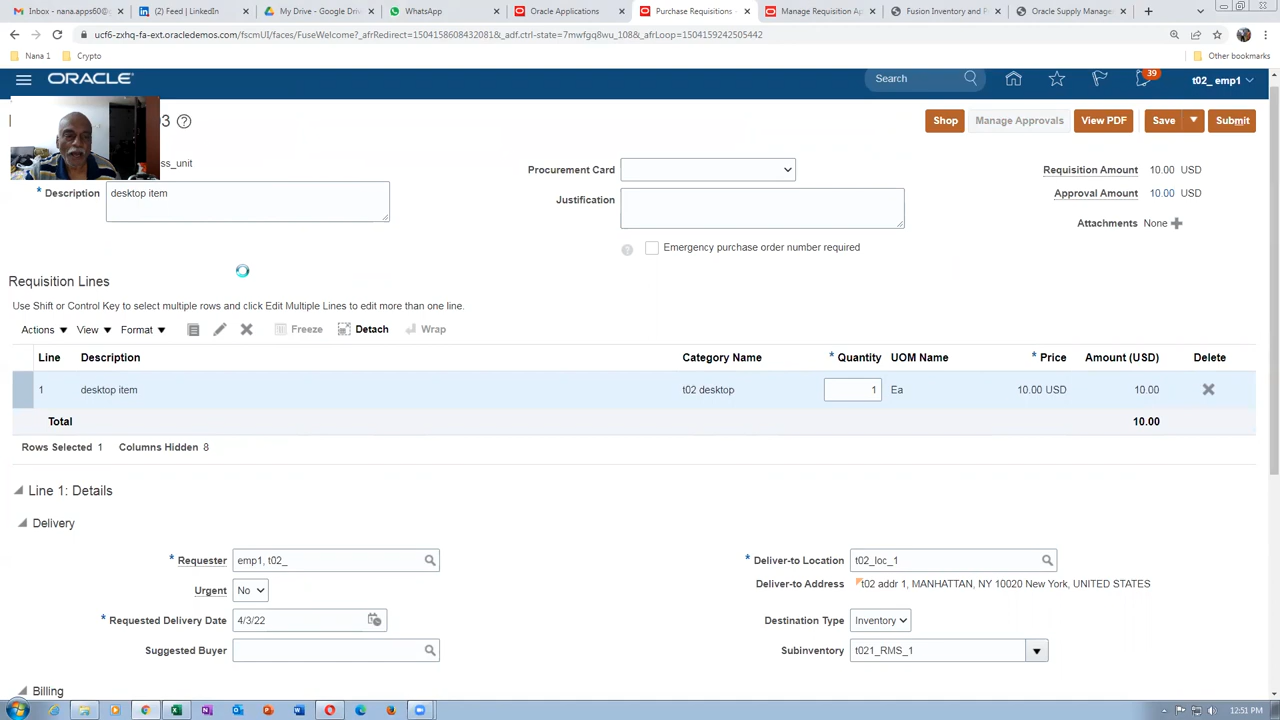 Inbox - nana.apps60@
(2) Feed | LinkedIn
My Drive - Google Driv
WhatsApp
Oracle Applications
Purchase Requisitions -
Manage Requisition Ap
Fusion Inventory and Pr
Oracle Supply Manage
ucf6-zxhq-fa-ext.oracledemos.com/fscmUI/faces/FuseWelcome?_afrRedirect=1504158608432081&_adf.ctrl-state=7mwfgq8wu_108&_afrLoop=1504159242505442
Nana 1
Crypto
Other bookmarks
ORACLE
Search
39
t02_ emp1
3
Shop
Manage Approvals
View PDF
Save
Submit
ss_unit
* Description desktop item
Procurement Card
Justification
Emergency purchase order number required
Requisition Amount 10.00 USD
Approval Amount 10.00 USD
Attachments None
Requisition Lines
Use Shift or Control Key to select multiple rows and click Edit Multiple Lines to edit more than one line.
Actions View Format Freeze Detach Wrap
Line Description Category Name * Quantity UOM Name * Price Amount (USD) Delete
1 desktop item t02 desktop 1 Ea 10.00 USD 10.00
Total 10.00
Rows Selected 1 Columns Hidden 8
Line 1: Details
Delivery
* Requester emp1, t02_
Urgent No
* Requested Delivery Date 4/3/22
Suggested Buyer
* Deliver-to Location t02_loc_1
Deliver-to Address t02 addr 1, MANHATTAN, NY 10020 New York, UNITED STATES
Destination Type Inventory
Subinventory t021_RMS_1
Billing
12:51 PM